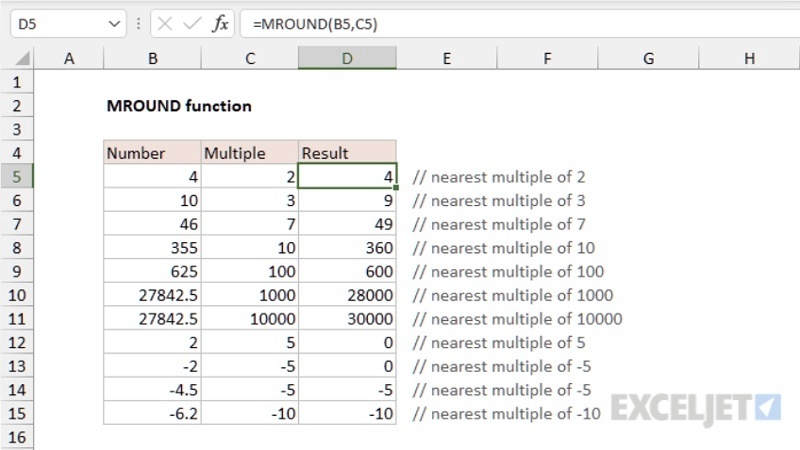 D5 fx =MROUND(B5,C5)
A B C D E F G H
1
2 MROUND function
3
4 Number Multiple Result
5 4 2 4 // nearest multiple of 2
6 10 3 9 // nearest multiple of 3
7 46 7 49 // nearest multiple of 7
8 355 10 360 // nearest multiple of 10
9 625 100 600 // nearest multiple of 100
10 27842.5 1000 28000 // nearest multiple of 1000
11 27842.5 10000 30000 // nearest multiple of 10000
12 2 5 0 // nearest multiple of 5
13 -2 -5 0 // nearest multiple of -5
14 -4.5 -5 -5 // nearest multiple of -5
15 -6.2 -10 -10 // nearest multiple of -10 EXCELJET
16